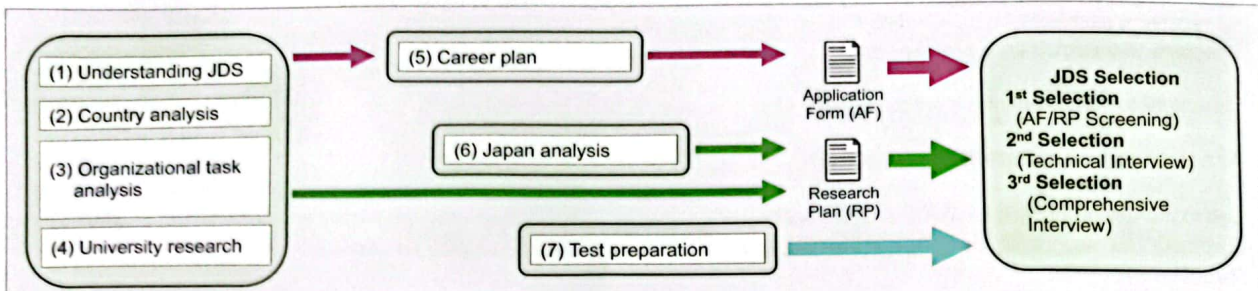 (1) Understanding JDS
(2) Country analysis
(3) Organizational task
analysis
(4) University research
(5) Career plan
(6) Japan analysis
(7) Test preparation
Application
Form (AF)
Research
Plan (RP)
JDS Selection
1st Selection
(AF/RP Screening)
2nd Selection
(Technical Interview)
3rd Selection
(Comprehensive
Interview)